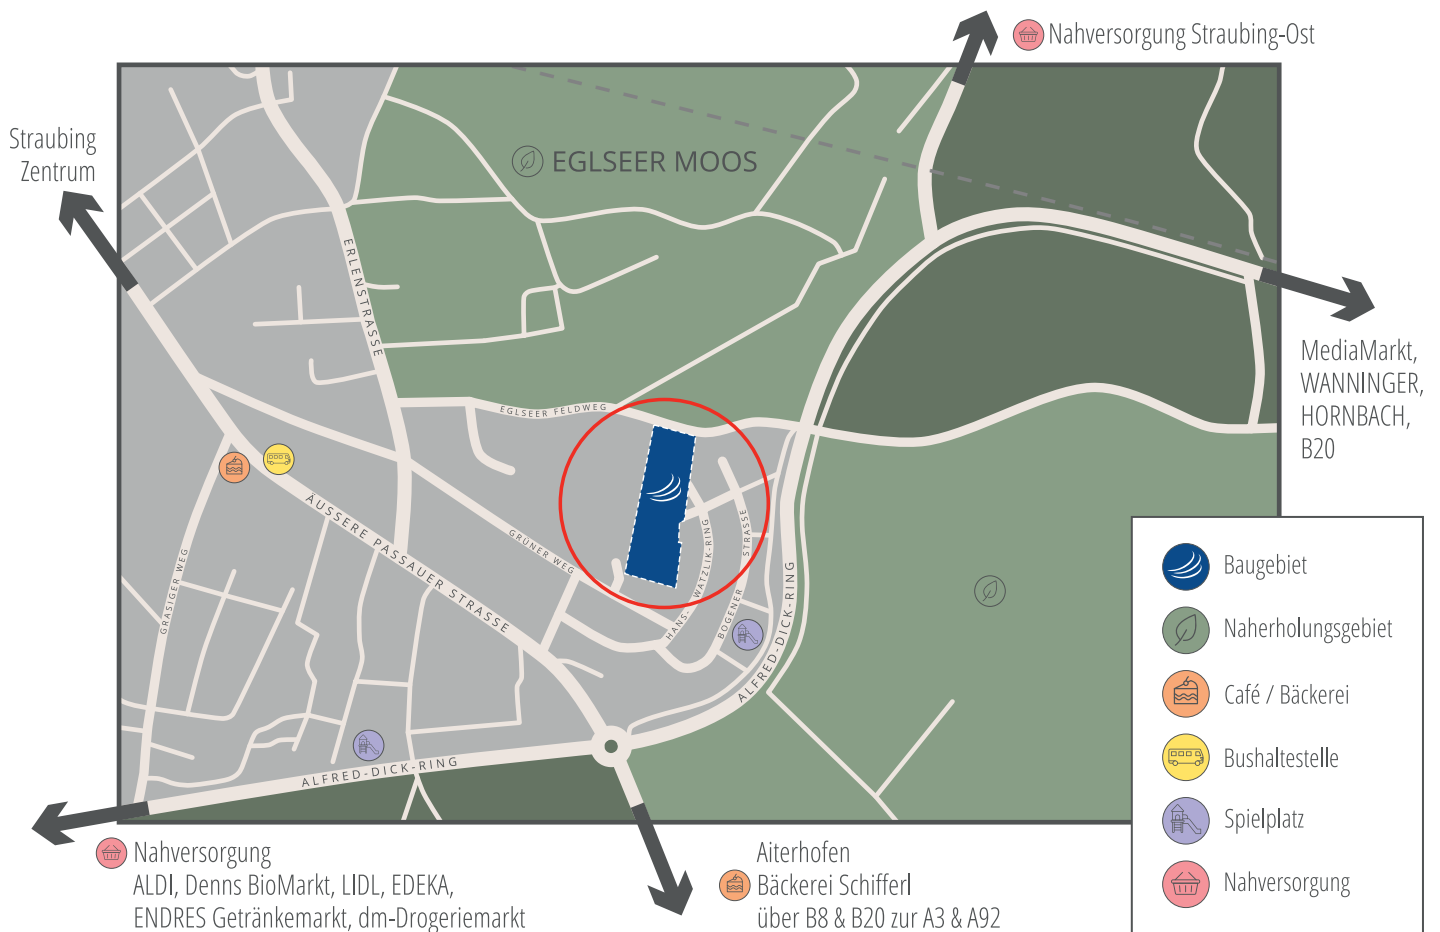 Nahversorgung Straubing-Ost
Straubing
Zentrum
EGLSEER MOOS
ERLENSTRASSE
MediaMarkt,
WANNINGER,
HORNBACH,
B20
EGLSEER FELDWEG
ÄUSSERE PASSAUER STRASSE
GRÜNER WEG
GRASIGER WEG
HANS-WATZLIK-RING
BOGENER STRASSE
ALFRED-DICK-RING
ALFRED-DICK-RING
Baugebiet
Naherholungsgebiet
Café / Bäckerei
Bushaltestelle
Spielplatz
Nahversorgung
Nahversorgung
ALDI, Denns BioMarkt, LIDL, EDEKA,
ENDRES Getränkemarkt, dm-Drogeriemarkt
Aiterhofen
Bäckerei Schifferl
über B8 & B20 zur A3 & A92